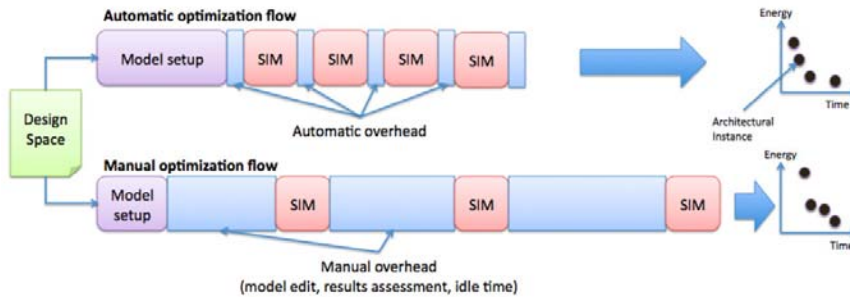 Automatic optimization flow
Model setup
SIM
SIM
SIM
SIM
Automatic overhead
Energy
Time
Architectural
Instance
Design
Space
Manual optimization flow
Model
setup
SIM
SIM
SIM
Manual overhead
(model edit, results assessment, idle time)
Energy
Time